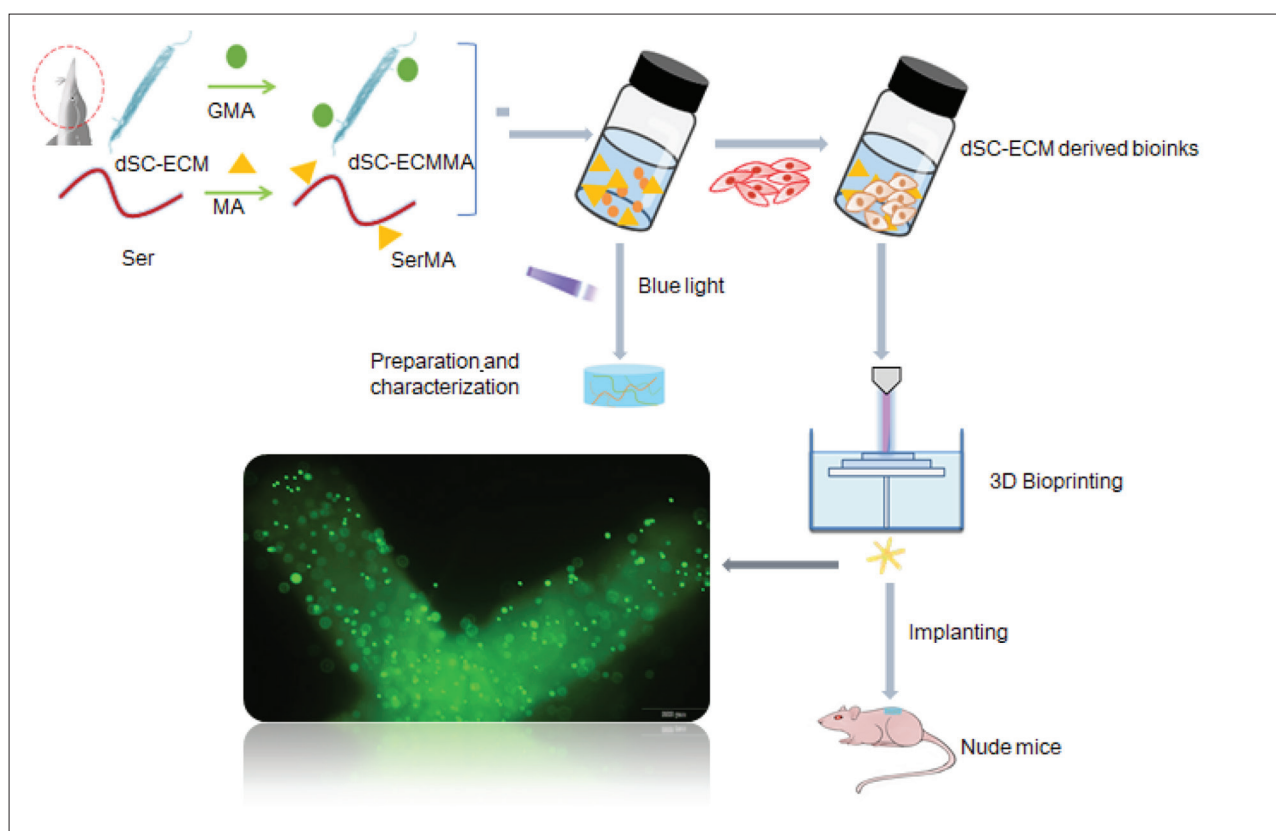 GMA
dSC-ECM
dSC-ECMMA
MA
Ser
SerMA
dSC-ECM derived bioinks
Blue light
Preparation and
characterization
3D Bioprinting
Implanting
Nude mice